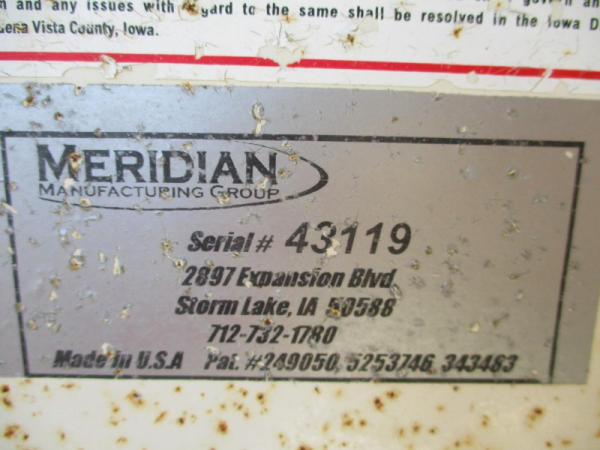 and any issues with regard to the same shall be resolved in the Iowa D
Vista County, Iowa.
MERIDIAN
MANUFACTURING GROUP
Serial # 43119
2897 Expansion Blvd
Storm Lake, IA 50588
712-732-1780
Made in U.S.A Pat. #249050, 5253746, 343483